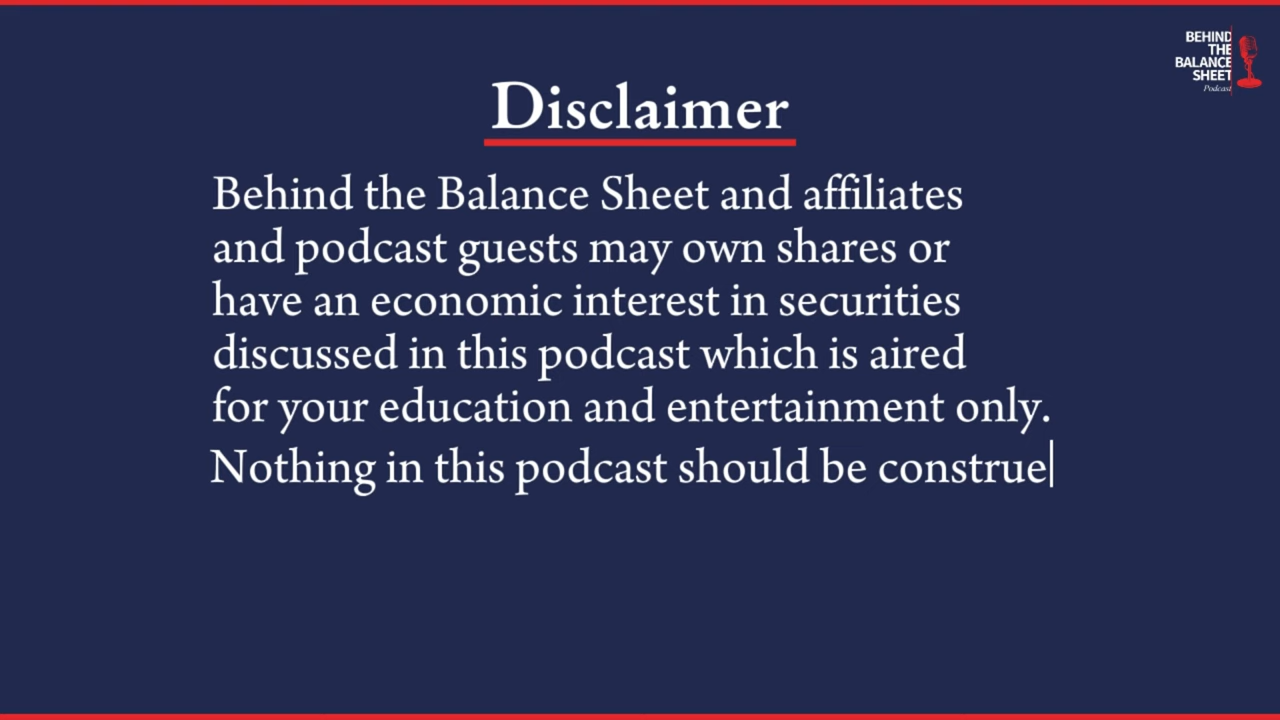 BEHIND
THE
BALANCE
SHEET
Podcast
Disclaimer
Behind the Balance Sheet and affiliates
and podcast guests may own shares or
have an economic interest in securities
discussed in this podcast which is aired
for your education and entertainment only.
Nothing in this podcast should be construe